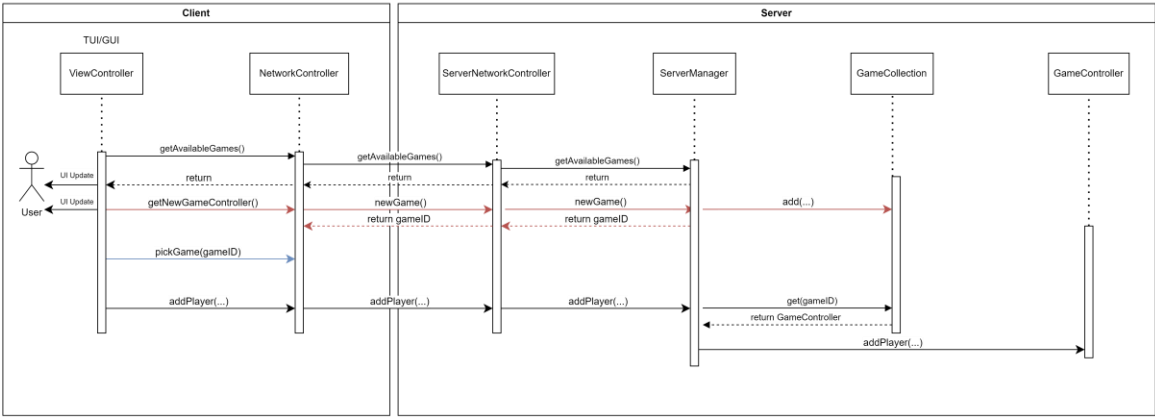 Client
Server
TUI/GUI
ViewController
NetworkController
ServerNetworkController
ServerManager
GameCollection
GameController
getAvailableGames()
getAvailableGames()
getAvailableGames()
UI Update
return
return
return
UI Update
getNewGameController()
newGame()
newGame()
add(...)
User
return gameID
return gameID
pickGame(gameID)
addPlayer(...)
addPlayer(...)
addPlayer(...)
get(gameID)
return GameController
addPlayer(...)